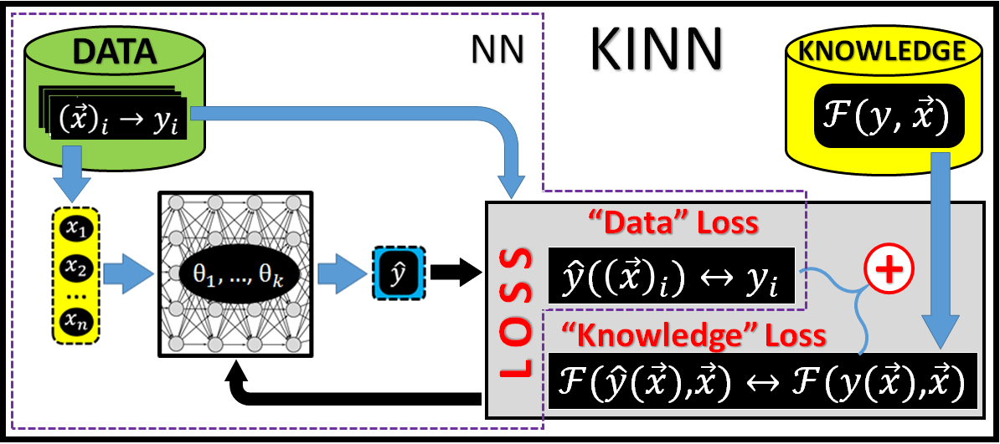 DATA
(x⃗)ᵢ → yᵢ
NN
KINN
KNOWLEDGE
ℱ(y, x⃗)
x₁
x₂
...
xₙ
θ₁, ..., θₖ
ŷ
LOSS
“Data” Loss
ŷ((x⃗)ᵢ) ↔ yᵢ
+
“Knowledge” Loss
ℱ(ŷ(x⃗),x⃗) ↔ ℱ(y(x⃗),x⃗)